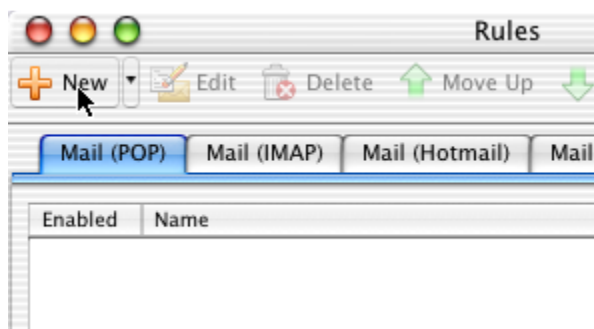 Rules
New Edit Delete Move Up
Mail (POP) Mail (IMAP) Mail (Hotmail) Mail
Enabled Name